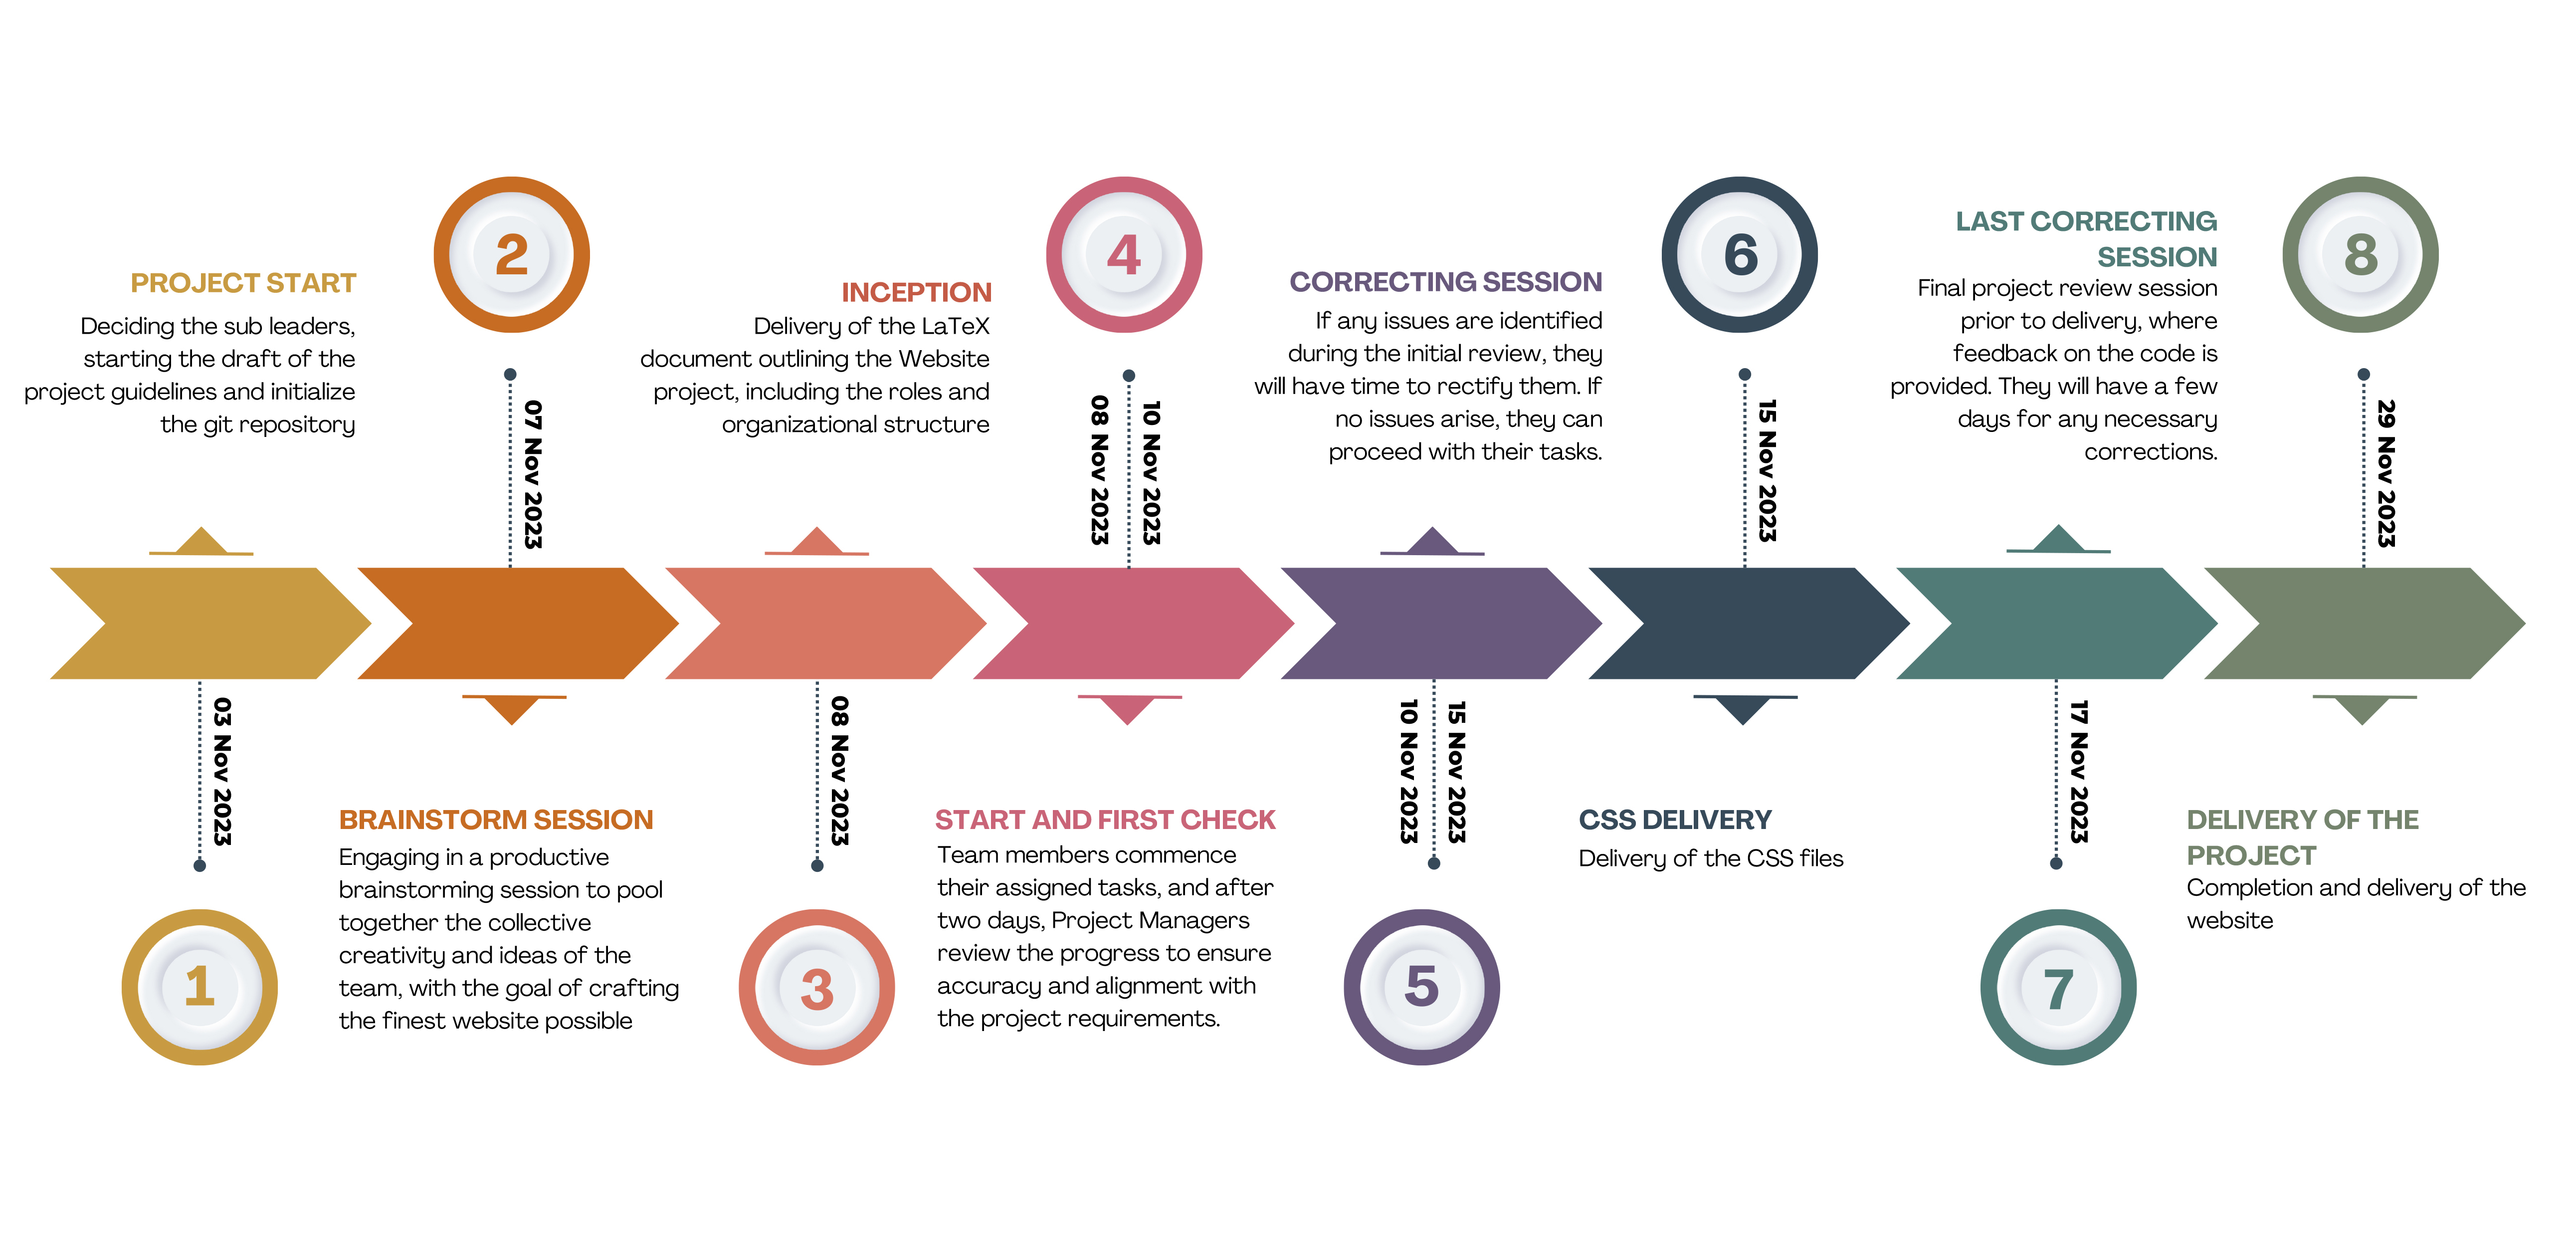 PROJECT START
Deciding the sub leaders,
starting the draft of the
project guidelines and initialize
the git repository
03 Nov 2023
1
2
07 Nov 2023
BRAINSTORM SESSION
Engaging in a productive
brainstorming session to pool
together the collective
creativity and ideas of the
team, with the goal of crafting
the finest website possible
INCEPTION
Delivery of the LaTeX
document outlining the Website
project, including the roles and
organizational structure
08 Nov 2023
3
4
08 Nov 2023
10 Nov 2023
START AND FIRST CHECK
Team members commence
their assigned tasks, and after
two days, Project Managers
review the progress to ensure
accuracy and alignment with
the project requirements.
CORRECTING SESSION
If any issues are identified
during the initial review, they
will have time to rectify them. If
no issues arise, they can
proceed with their tasks.
10 Nov 2023
15 Nov 2023
5
6
15 Nov 2023
CSS DELIVERY
Delivery of the CSS files
LAST CORRECTING
SESSION
Final project review session
prior to delivery, where
feedback on the code is
provided. They will have a few
days for any necessary
corrections.
17 Nov 2023
7
8
29 Nov 2023
DELIVERY OF THE
PROJECT
Completion and delivery of the
website